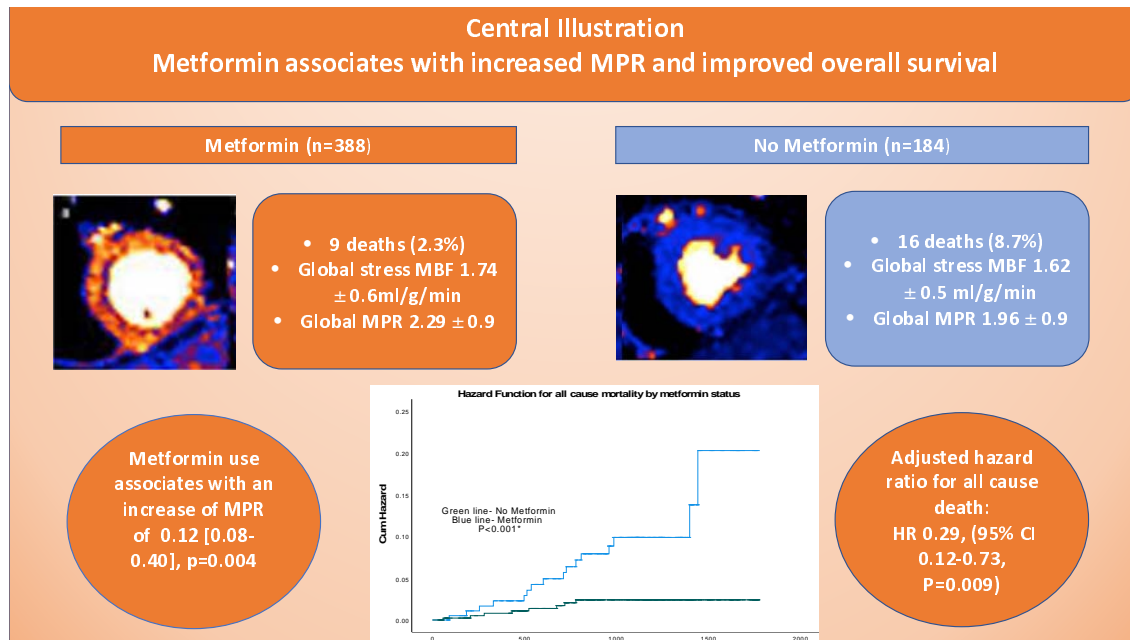 Central Illustration
Metformin associates with increased MPR and improved overall survival
Metformin (n=388)
No Metformin (n=184)
• 9 deaths (2.3%)
• Global stress MBF 1.74
± 0.6ml/g/min
• Global MPR 2.29 ± 0.9
• 16 deaths (8.7%)
• Global stress MBF 1.62
± 0.5 ml/g/min
• Global MPR 1.96 ± 0.9
Metformin use
associates with an
increase of MPR
of 0.12 [0.08-
0.40], p=0.004
Hazard Function for all cause mortality by metformin status
0.25
0.20
0.15
0.10
0.05
0.00
Cum Hazard
Green line- No Metformin
Blue line- Metformin
P<0.001*
0 500 1000 1500 2000
Adjusted hazard
ratio for all cause
death:
HR 0.29, (95% CI
0.12-0.73,
P=0.009)